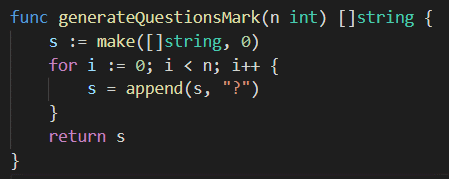 func generateQuestionsMark(n int) []string {
    s := make([]string, 0)
    for i := 0; i < n; i++ {
        s = append(s, "?")
    }
    return s
}